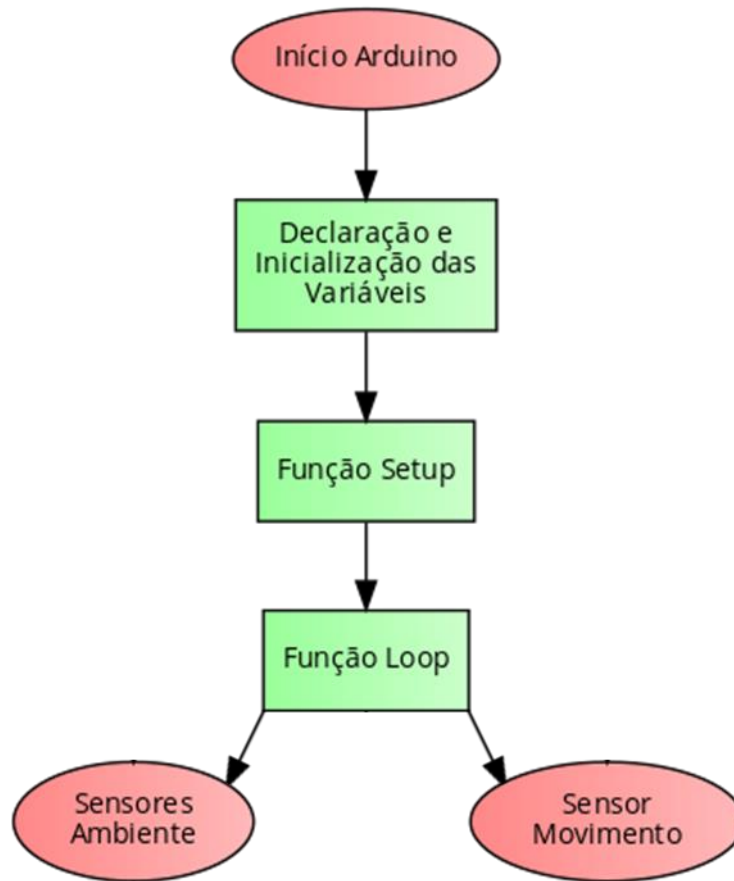 Início Arduino
Declaração e
Inicialização das
Variáveis
Função Setup
Função Loop
Sensores
Ambiente
Sensor
Movimento